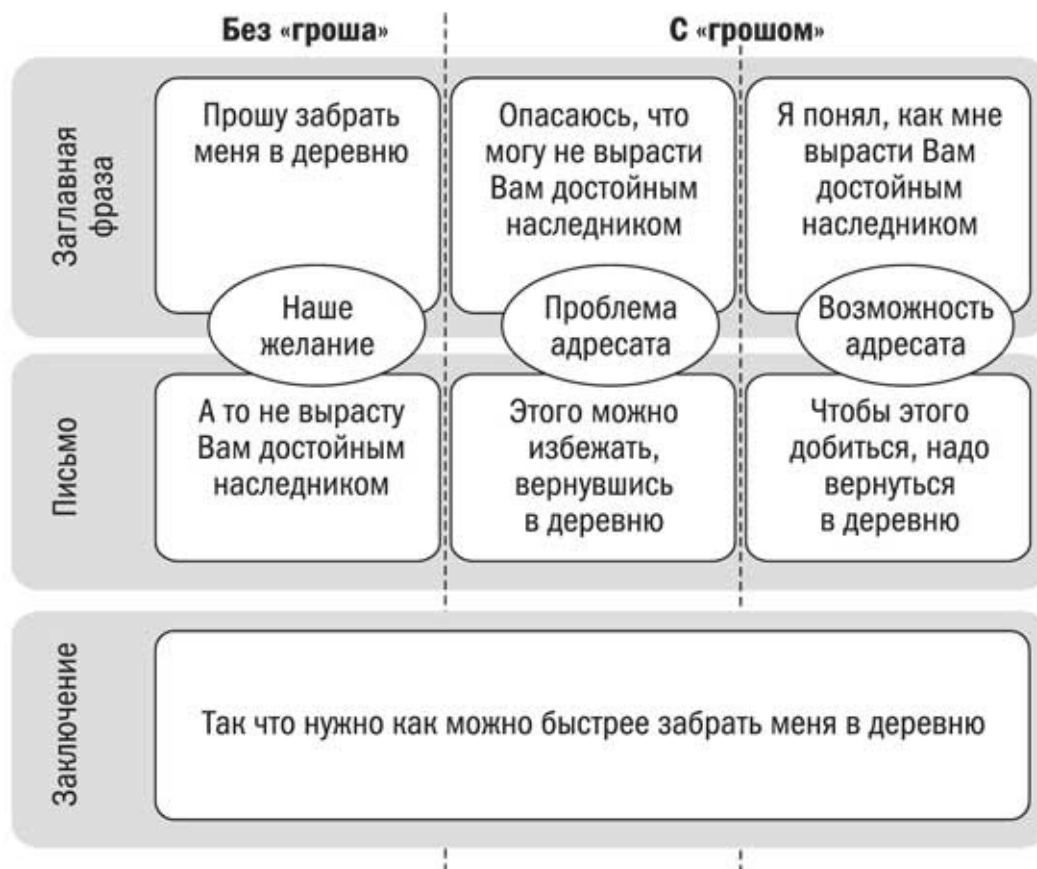 Без «гроша»
С «грошом»
Заглавная
фраза
Прошу забрать
меня в деревню
Опасаюсь, что
могу не вырасти
Вам достойным
наследником
Я понял, как мне
вырасти Вам
достойным
наследником
Наше
желание
Проблема
адресата
Возможность
адресата
Письмо
А то не вырасту
Вам достойным
наследником
Этого можно
избежать,
вернувшись
в деревню
Чтобы этого
добиться, надо
вернуться
в деревню
Заключение
Так что нужно как можно быстрее забрать меня в деревню